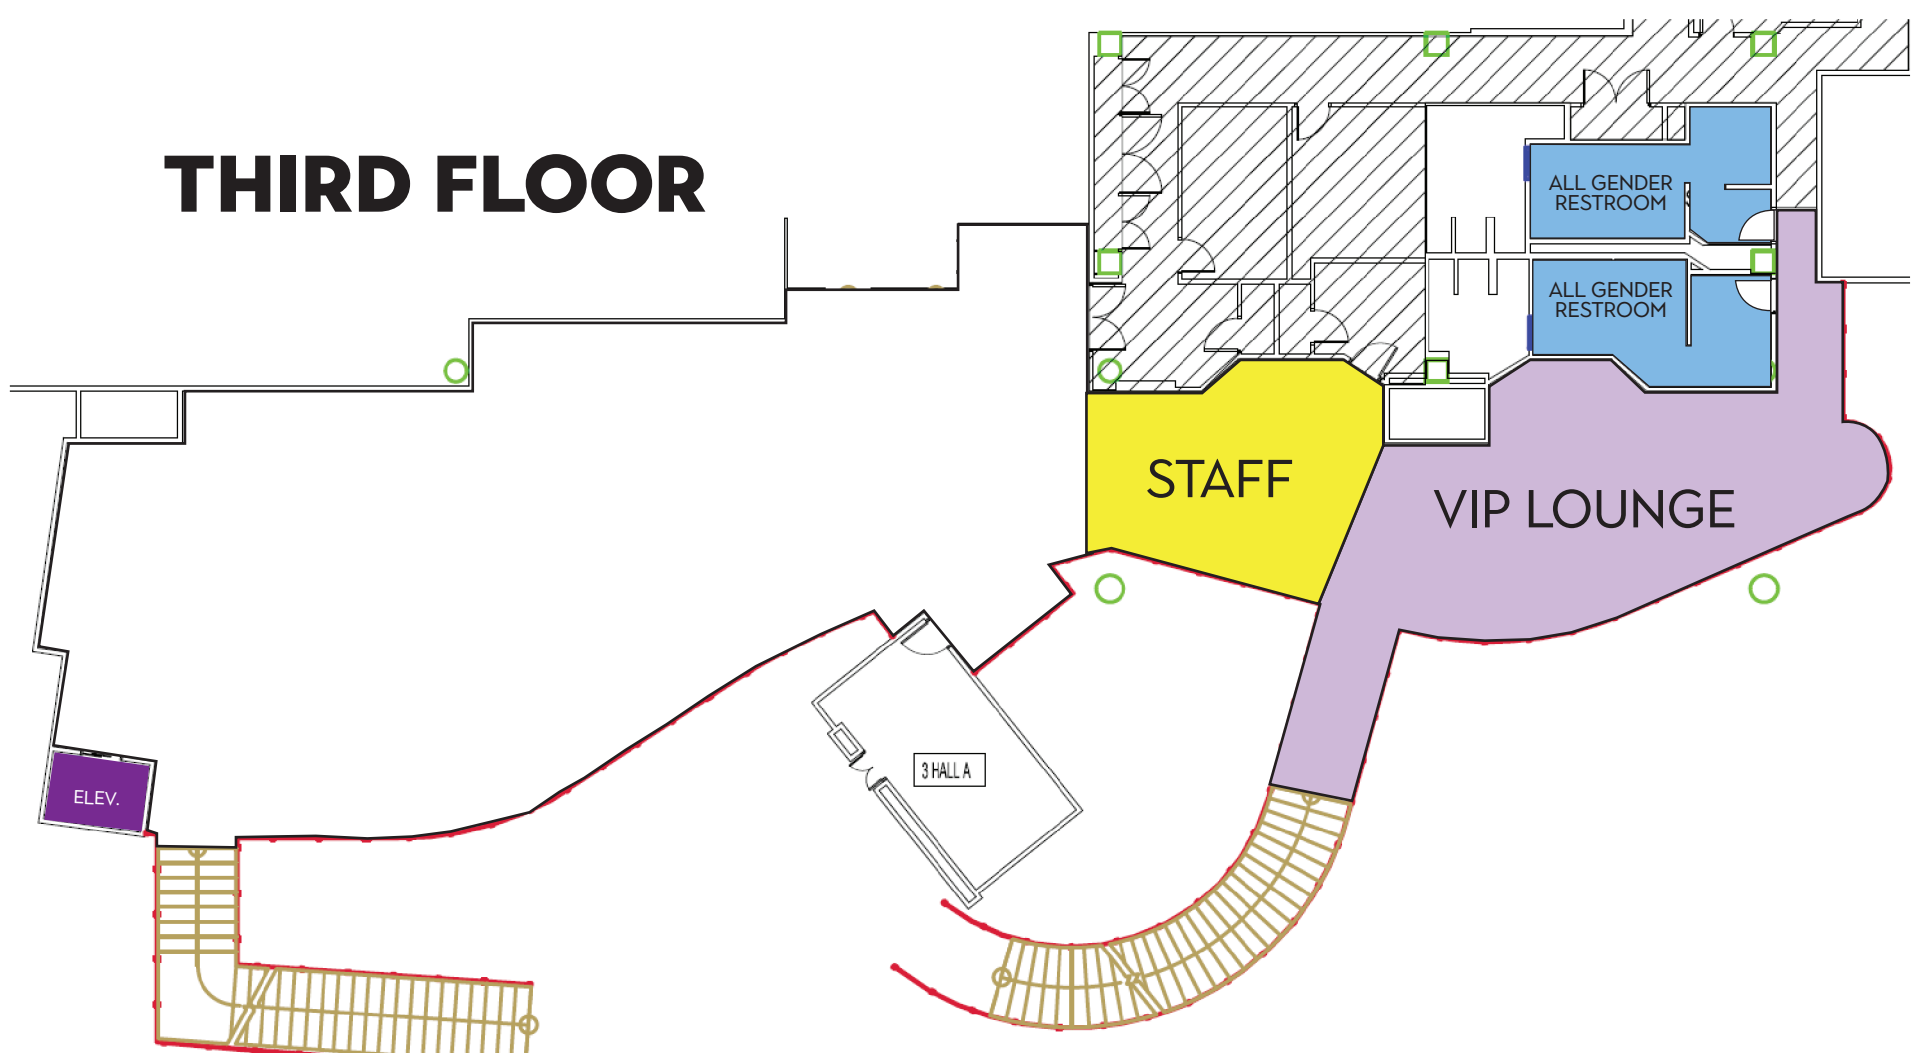 THIRD FLOOR
ALL GENDER
RESTROOM
ALL GENDER
RESTROOM
STAFF
VIP LOUNGE
3 HALL A
ELEV.